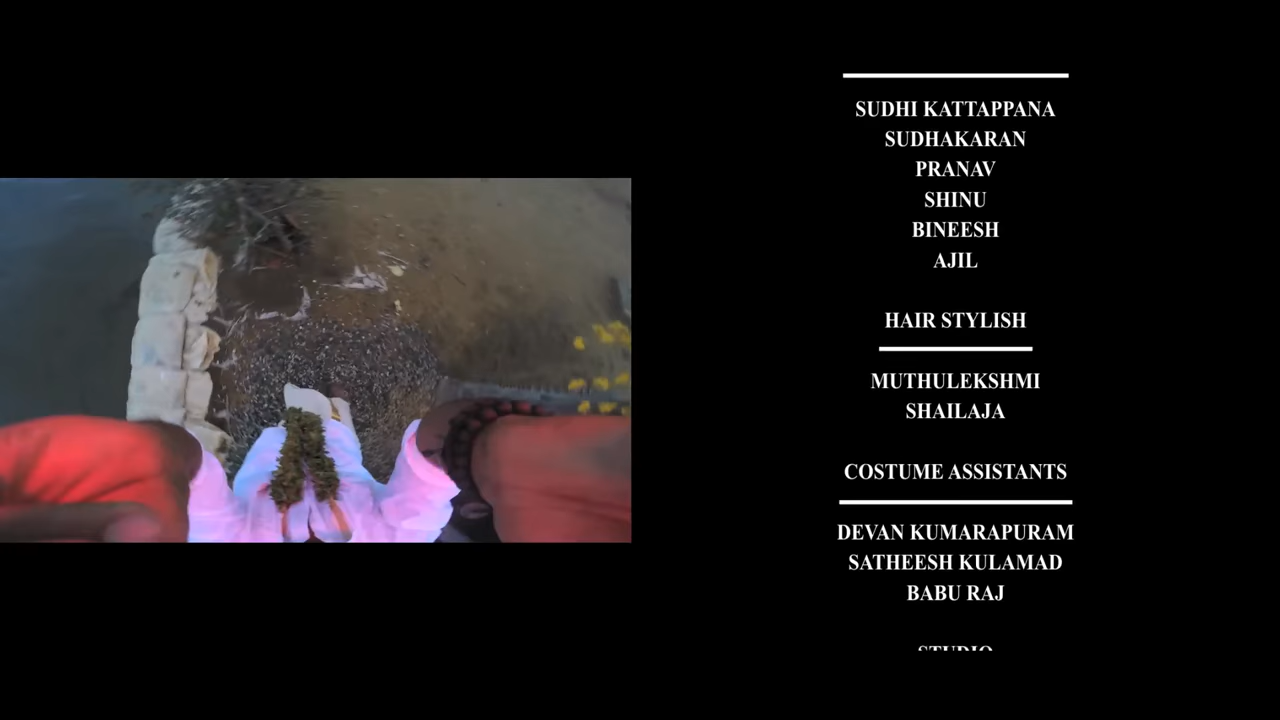 SUDHI KATTAPPANA
SUDHAKARAN
PRANAV
SHINU
BINEESH
AJIL
HAIR STYLISH
MUTHULEKSHMI
SHAILAJA
COSTUME ASSISTANTS
DEVAN KUMARAPURAM
SATHEESH KULAMAD
BABU RAJ
STUDIO